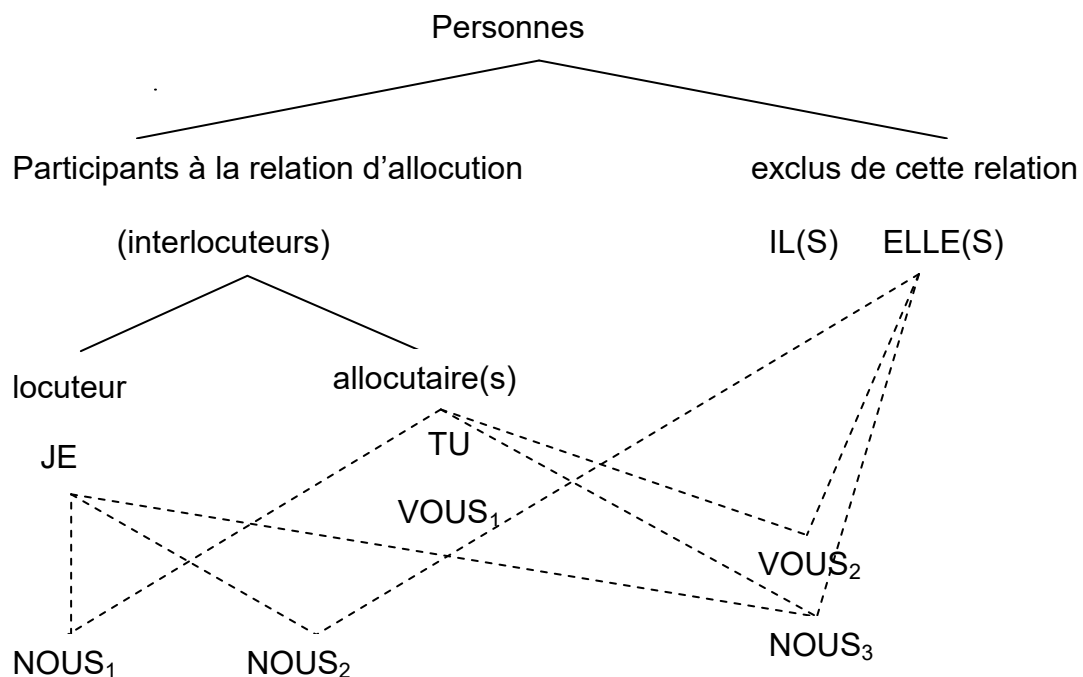 Personnes
Participants à la relation d’allocution exclus de cette relation
(interlocuteurs) IL(S) ELLE(S)
locuteur allocutaire(s)
JE TU
VOUS₁
VOUS₂
NOUS₁ NOUS₂ NOUS₃